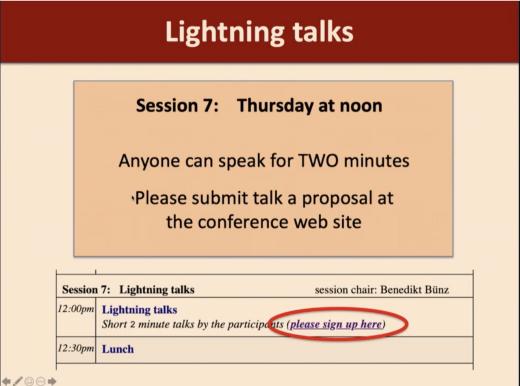 Lightning talks
Session 7: Thursday at noon
Anyone can speak for TWO minutes
Please submit talk a proposal at
the conference web site
Session 7: Lightning talks session chair: Benedikt Bünz
12:00pm Lightning talks
Short 2 minute talks by the participants (please sign up here)
12:30pm Lunch